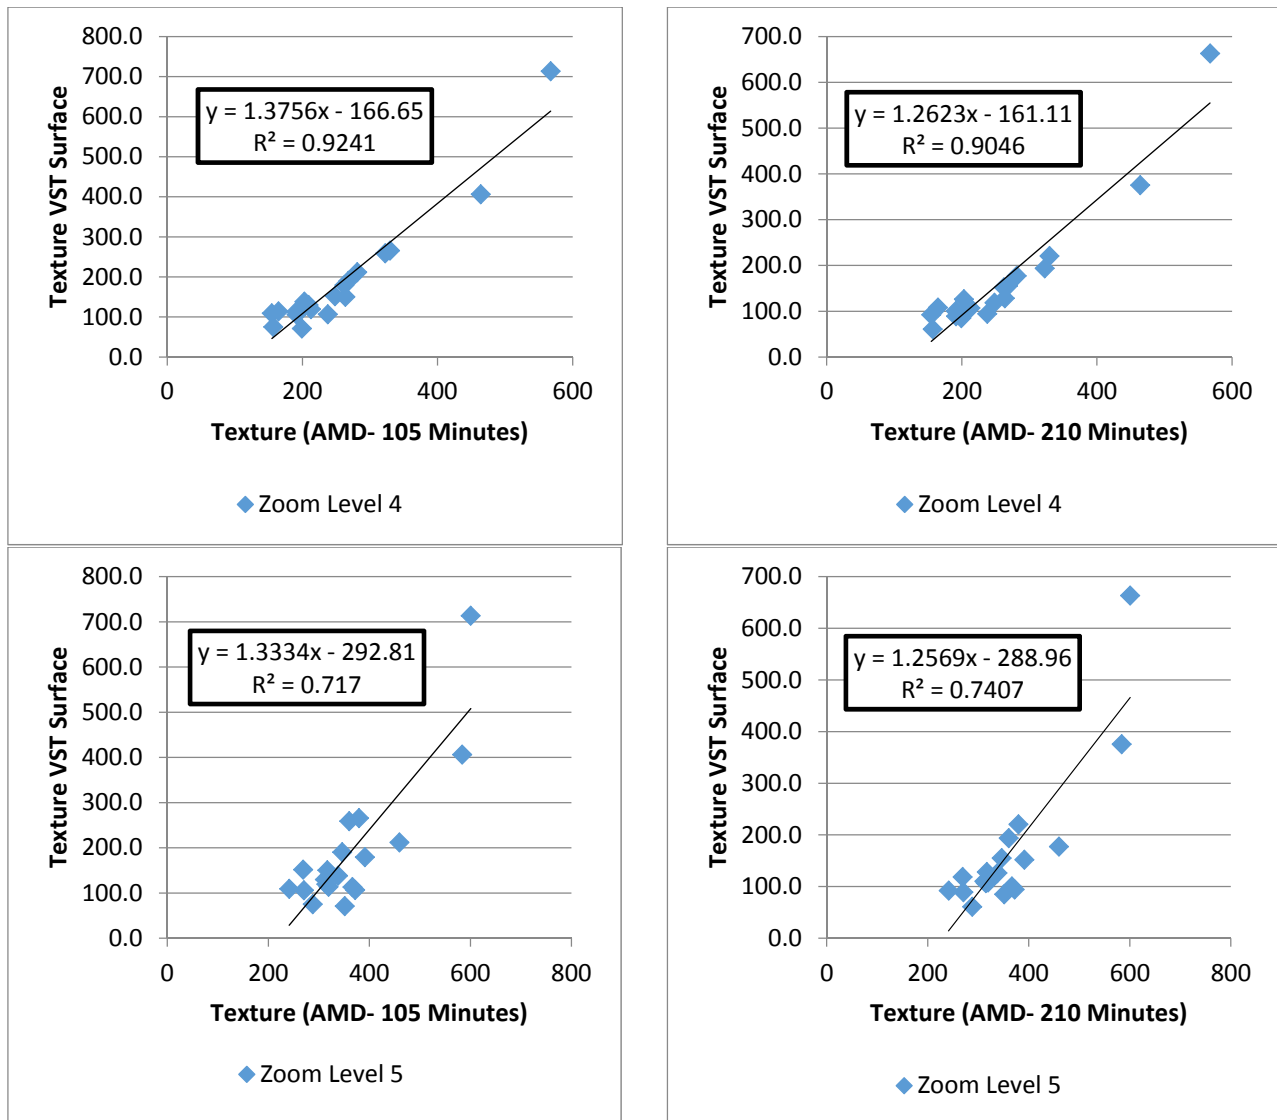 800.0
700.0
600.0
500.0
400.0
300.0
200.0
100.0
0.0
Texture VST Surface
y = 1.3756x - 166.65
R² = 0.9241
0 200 400 600
Texture (AMD- 105 Minutes)
Zoom Level 4
700.0
600.0
500.0
400.0
300.0
200.0
100.0
0.0
Texture VST Surface
y = 1.2623x - 161.11
R² = 0.9046
0 200 400 600
Texture (AMD- 210 Minutes)
Zoom Level 4
800.0
700.0
600.0
500.0
400.0
300.0
200.0
100.0
0.0
Texture VST Surface
y = 1.3334x - 292.81
R² = 0.717
0 200 400 600 800
Texture (AMD- 105 Minutes)
Zoom Level 5
700.0
600.0
500.0
400.0
300.0
200.0
100.0
0.0
Texture VST Surface
y = 1.2569x - 288.96
R² = 0.7407
0 200 400 600 800
Texture (AMD- 210 Minutes)
Zoom Level 5